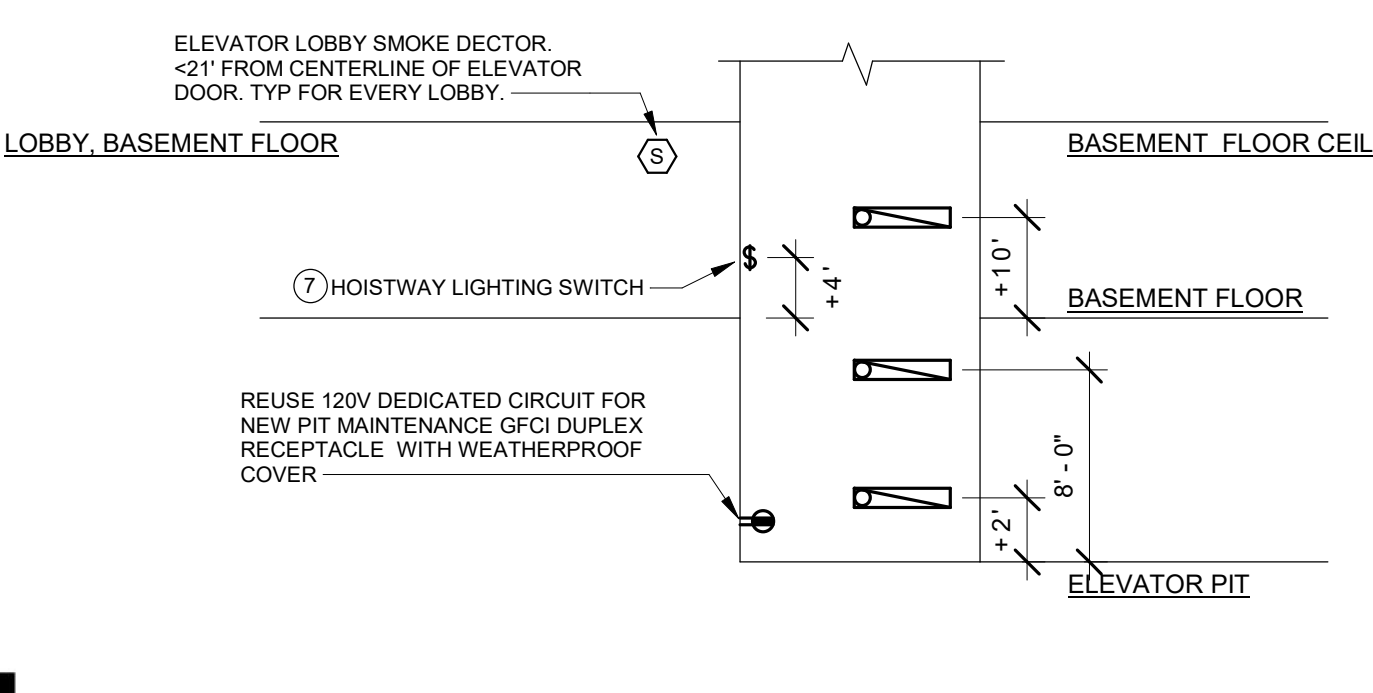 ELEVATOR LOBBY SMOKE DECTOR.
<21' FROM CENTERLINE OF ELEVATOR
DOOR. TYP FOR EVERY LOBBY.
LOBBY, BASEMENT FLOOR
S
BASEMENT  FLOOR CEIL
$
7 HOISTWAY LIGHTING SWITCH
+4'
+10'
BASEMENT FLOOR
REUSE 120V DEDICATED CIRCUIT FOR
NEW PIT MAINTENANCE GFCI DUPLEX
RECEPTACLE  WITH WEATHERPROOF
COVER
8' - 0"
+2'
ELEVATOR PIT